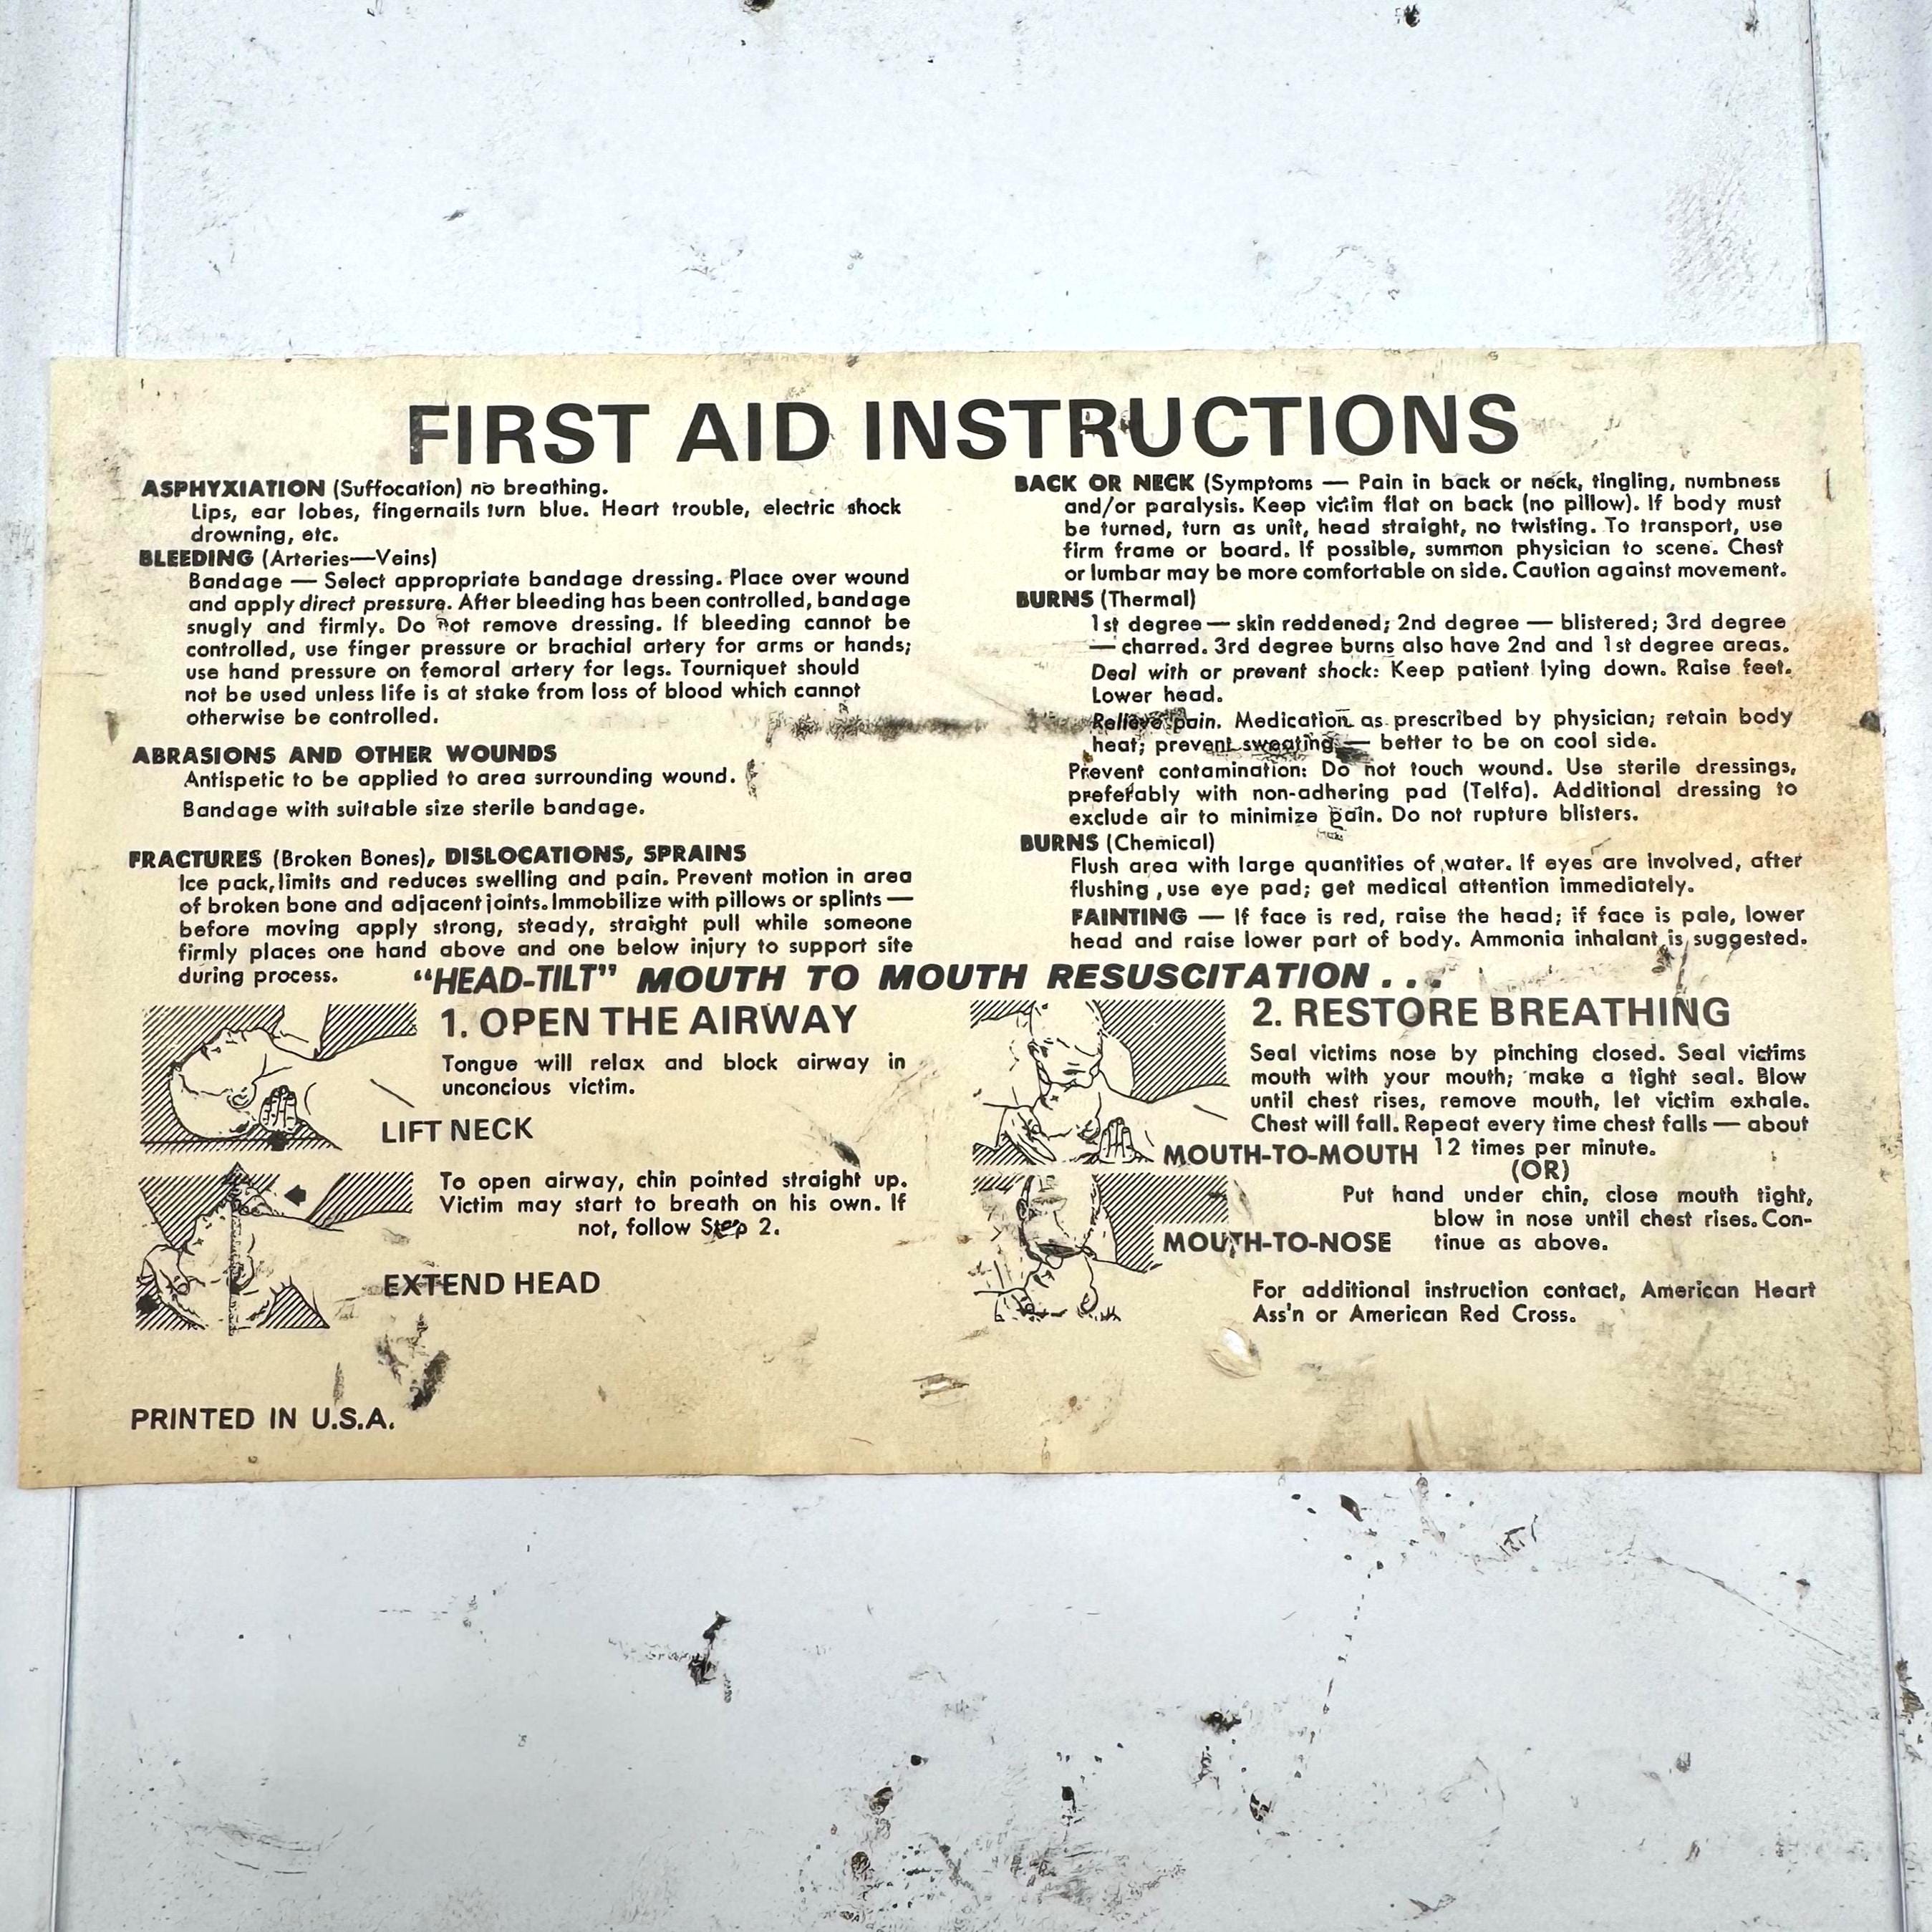 FIRST AID INSTRUCTIONS
ASPHYXIATION (Suffocation) no breathing.
Lips, ear lobes, fingernails turn blue. Heart trouble, electric shock
drowning, etc.
BLEEDING (Arteries—Veins)
Bandage — Select appropriate bandage dressing. Place over wound
and apply direct pressure. After bleeding has been controlled, bandage
snugly and firmly. Do not remove dressing. If bleeding cannot be
controlled, use finger pressure or brachial artery for arms or hands;
use hand pressure on femoral artery for legs. Tourniquet should
not be used unless life is at stake from loss of blood which cannot
otherwise be controlled.
ABRASIONS AND OTHER WOUNDS
Antispetic to be applied to area surrounding wound.
Bandage with suitable size sterile bandage.
FRACTURES (Broken Bones), DISLOCATIONS, SPRAINS
Ice pack, limits and reduces swelling and pain. Prevent motion in area
of broken bone and adjacent joints. Immobilize with pillows or splints —
before moving apply strong, steady, straight pull while someone
firmly places one hand above and one below injury to support site
during process.
BACK OR NECK (Symptoms — Pain in back or neck, tingling, numbness
and/or paralysis. Keep victim flat on back (no pillow). If body must
be turned, turn as unit, head straight, no twisting. To transport, use
firm frame or board. If possible, summon physician to scene. Chest
or lumbar may be more comfortable on side. Caution against movement.
BURNS (Thermal)
1st degree — skin reddened; 2nd degree — blistered; 3rd degree
— charred. 3rd degree burns also have 2nd and 1st degree areas.
Deal with or prevent shock: Keep patient lying down. Raise feet.
Lower head.
Relieve pain. Medication as prescribed by physician; retain body
heat; prevent sweating — better to be on cool side.
Prevent contamination: Do not touch wound. Use sterile dressings,
preferably with non-adhering pad (Telfa). Additional dressing to
exclude air to minimize pain. Do not rupture blisters.
BURNS (Chemical)
Flush area with large quantities of water. If eyes are involved, after
flushing, use eye pad; get medical attention immediately.
FAINTING — If face is red, raise the head; if face is pale, lower
head and raise lower part of body. Ammonia inhalant is suggested.
“HEAD-TILT” MOUTH TO MOUTH RESUSCITATION . . .
1. OPEN THE AIRWAY
Tongue will relax and block airway in
unconcious victim.
LIFT NECK
To open airway, chin pointed straight up.
Victim may start to breath on his own. If
not, follow Step 2.
EXTEND HEAD
2. RESTORE BREATHING
Seal victims nose by pinching closed. Seal victims
mouth with your mouth; make a tight seal. Blow
until chest rises, remove mouth, let victim exhale.
Chest will fall. Repeat every time chest falls — about
MOUTH-TO-MOUTH 12 times per minute.
(OR)
Put hand under chin, close mouth tight,
blow in nose until chest rises. Con-
MOUTH-TO-NOSE tinue as above.
For additional instruction contact, American Heart
Ass'n or American Red Cross.
PRINTED IN U.S.A.